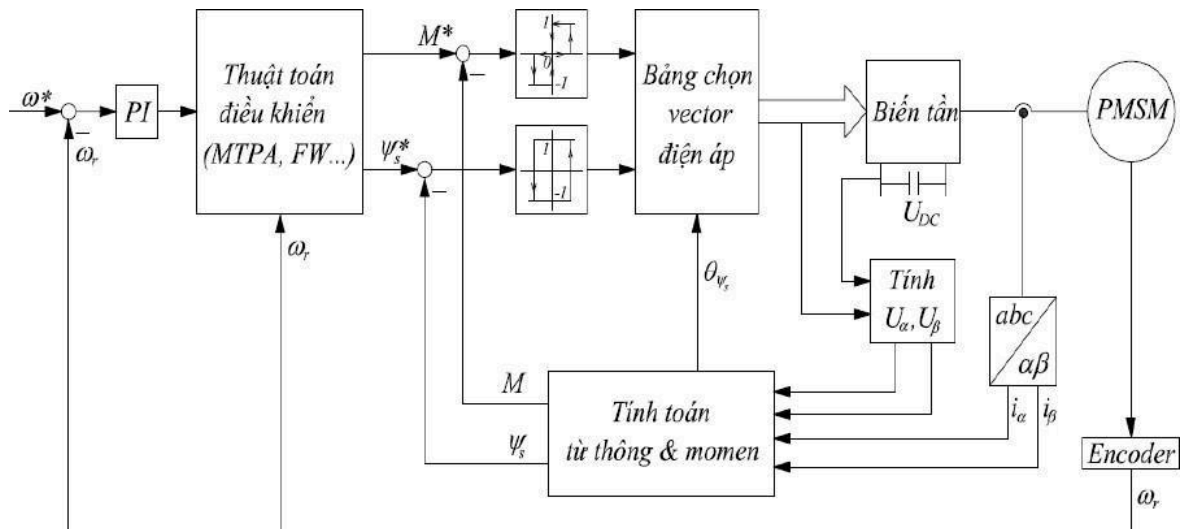 ω*
−
ω_r
PI
Thuật toán
điều khiển
(MTPA, FW...)
ω_r
M*
−
ψ_s*
−
1
0
-1
1
-1
Bảng chọn
vector
điện áp
θ_ψ_s
Biến tần
U_DC
PMSM
Tính
U_α, U_β
abc
αβ
i_α
i_β
M
ψ_s
Tính toán
từ thông & momen
Encoder
ω_r